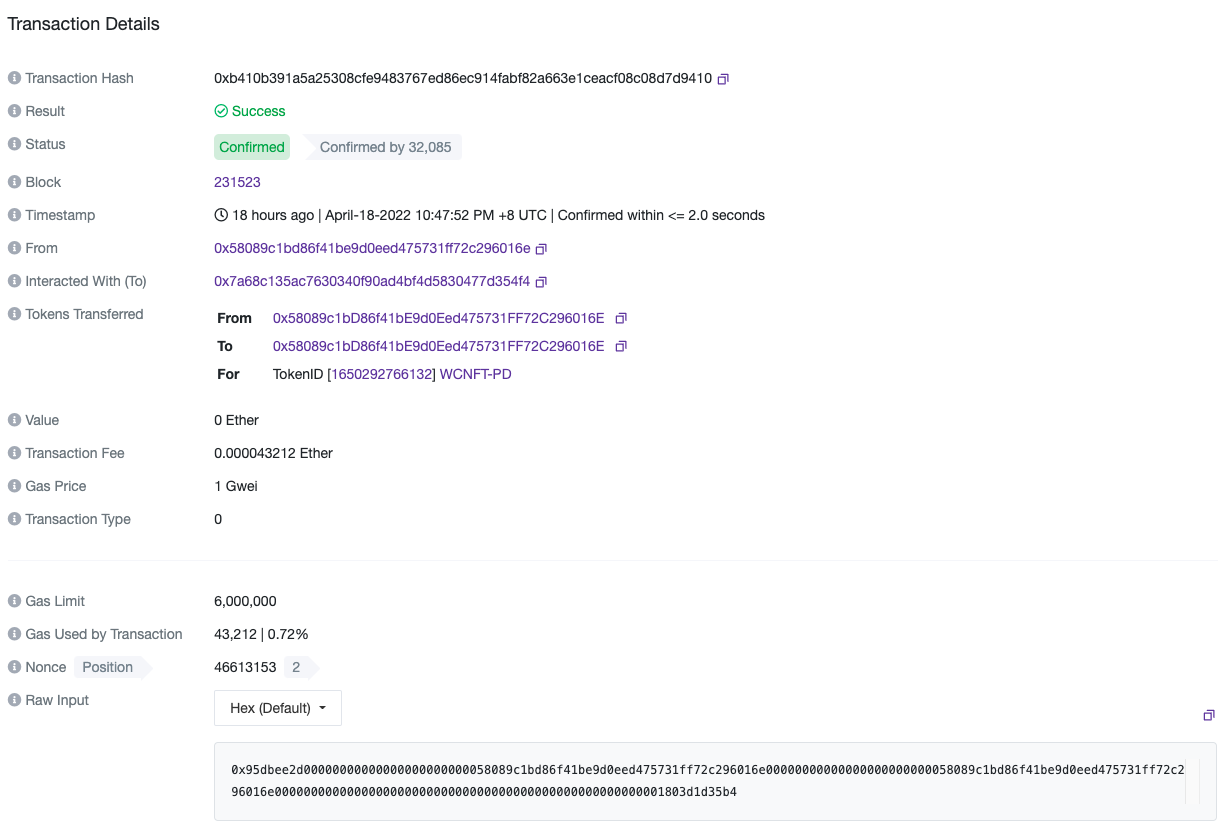 Transaction Details
Transaction Hash 0xb410b391a5a25308cfe9483767ed86ec914fabf82a663e1ceacf08c08d7d9410
Result Success
Status Confirmed Confirmed by 32,085
Block 231523
Timestamp 18 hours ago | April-18-2022 10:47:52 PM +8 UTC | Confirmed within <= 2.0 seconds
From 0x58089c1bd86f41be9d0eed475731ff72c296016e
Interacted With (To) 0x7a68c135ac7630340f90ad4bf4d5830477d354f4
Tokens Transferred From 0x58089c1bD86f41bE9d0Eed475731FF72C296016E
To 0x58089c1bD86f41bE9d0Eed475731FF72C296016E
For TokenID [1650292766132] WCNFT-PD
Value 0 Ether
Transaction Fee 0.000043212 Ether
Gas Price 1 Gwei
Transaction Type 0
Gas Limit 6,000,000
Gas Used by Transaction 43,212 | 0.72%
Nonce Position 46613153 2
Raw Input Hex (Default)
0x95dbee2d00000000000000000000000058089c1bd86f41be9d0eed475731ff72c296016e00000000000000000000000058089c1bd86f41be9d0eed475731ff72c2
96016e000000000000000000000000000000000000000000000000000001803d1d35b4